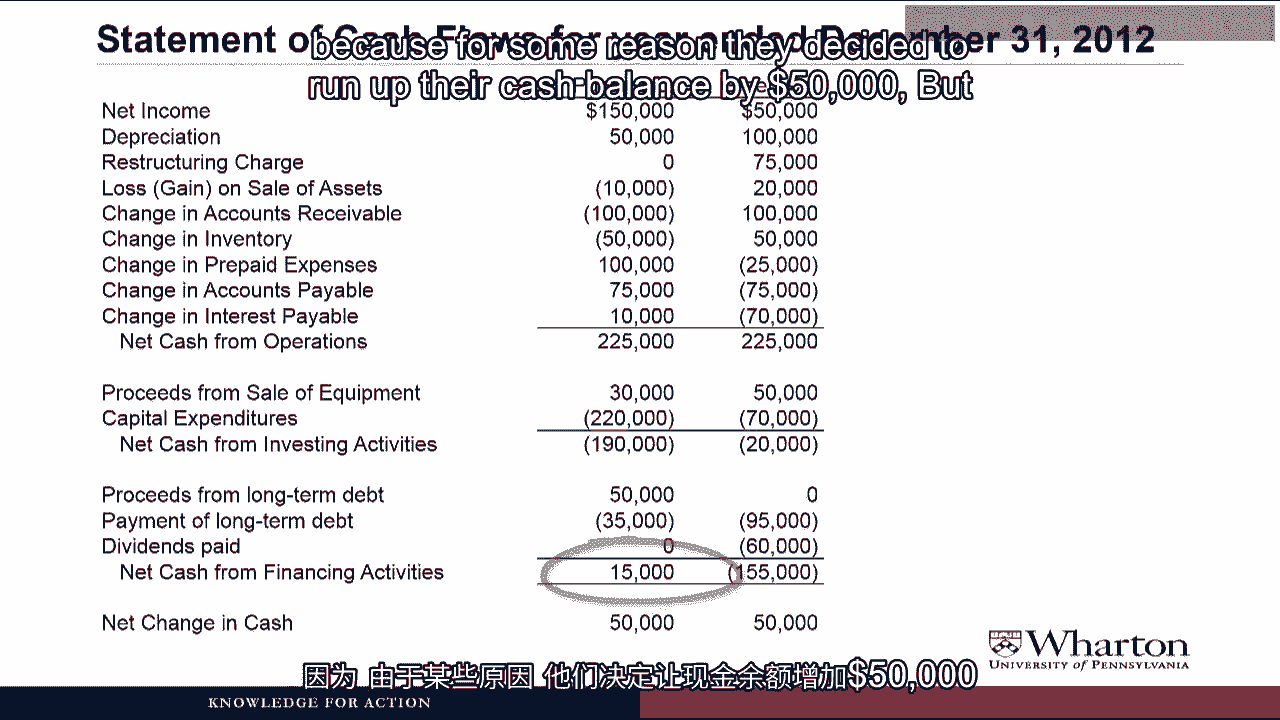 Statement of Cash Flows for year ended December 31, 2012
because for some reason they decided to
run up their cash balance by $50,000, But
Net Income $150,000 $50,000
Depreciation 50,000 100,000
Restructuring Charge 0 75,000
Loss (Gain) on Sale of Assets (10,000) 20,000
Change in Accounts Receivable (100,000) 100,000
Change in Inventory (50,000) 50,000
Change in Prepaid Expenses 100,000 (25,000)
Change in Accounts Payable 75,000 (75,000)
Change in Interest Payable 10,000 (70,000)
Net Cash from Operations 225,000 225,000
Proceeds from Sale of Equipment 30,000 50,000
Capital Expenditures (220,000) (70,000)
Net Cash from Investing Activities (190,000) (20,000)
Proceeds from long-term debt 50,000 0
Payment of long-term debt (35,000) (95,000)
Dividends paid 0 (60,000)
Net Cash from Financing Activities 15,000 (155,000)
Net Change in Cash 50,000 50,000
Wharton
UNIVERSITY of PENNSYLVANIA
因为 由于某些原因 他们决定让现金余额增加$50,000
KNOWLEDGE FOR ACTION